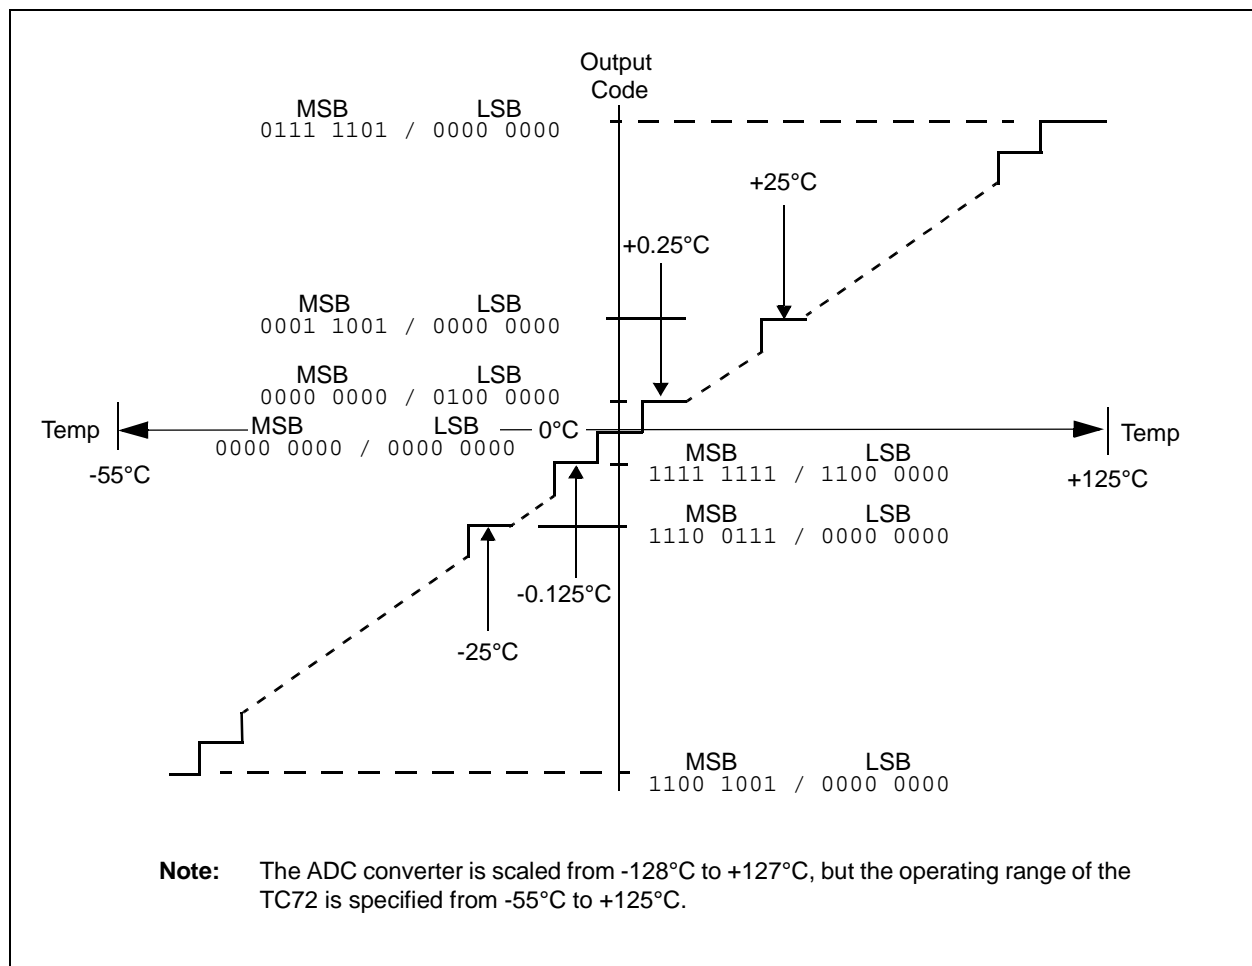 Output
Code
MSB LSB
0111 1101 / 0000 0000
+25°C
+0.25°C
MSB LSB
0001 1001 / 0000 0000
MSB LSB
0000 0000 / 0100 0000
Temp MSB LSB 0°C Temp
0000 0000 / 0000 0000
-55°C
+125°C
MSB LSB
1111 1111 / 1100 0000
MSB LSB
1110 0111 / 0000 0000
-0.125°C
-25°C
MSB LSB
1100 1001 / 0000 0000
Note: The ADC converter is scaled from -128°C to +127°C, but the operating range of the
TC72 is specified from -55°C to +125°C.